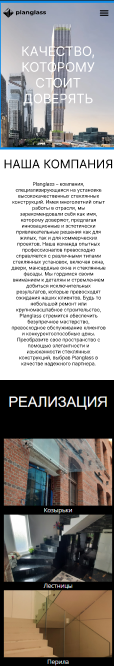 planglass
КАЧЕСТВО,
КОТОРОМУ
СТОИТ
ДОВЕРЯТЬ
НАША КОМПАНИЯ
Planglass – компания,
специализирующаяся на установке
высококачественных стеклянных
конструкций. Имея многолетний опыт
работы в отрасли, мы
зарекомендовали себя как имя,
которому доверяют, предлагая
инновационные и эстетически
привлекательные решения как для
жилых, так и для коммерческих
проектов. Наша команда опытных
профессионалов превосходно
справляется с различными типами
стеклянных установок, включая окна,
двери, мансардные окна и стеклянные
фасады. Мы гордимся своим
вниманием к деталям и стремлением
добиться исключительных
результатов, которые превосходят
ожидания наших клиентов. Будь то
небольшой ремонт или
крупномасштабное строительство,
Planglass стремится обеспечить
безупречное мастерство,
превосходное обслуживание клиентов
и конкурентоспособные цены.
Преобразите свое пространство с
помощью элегантности и
изысканности стеклянных
конструкций, выбрав Planglass в
качестве надежного партнера.
РЕАЛИЗАЦИЯ
Козырьки
Лестницы
Перила